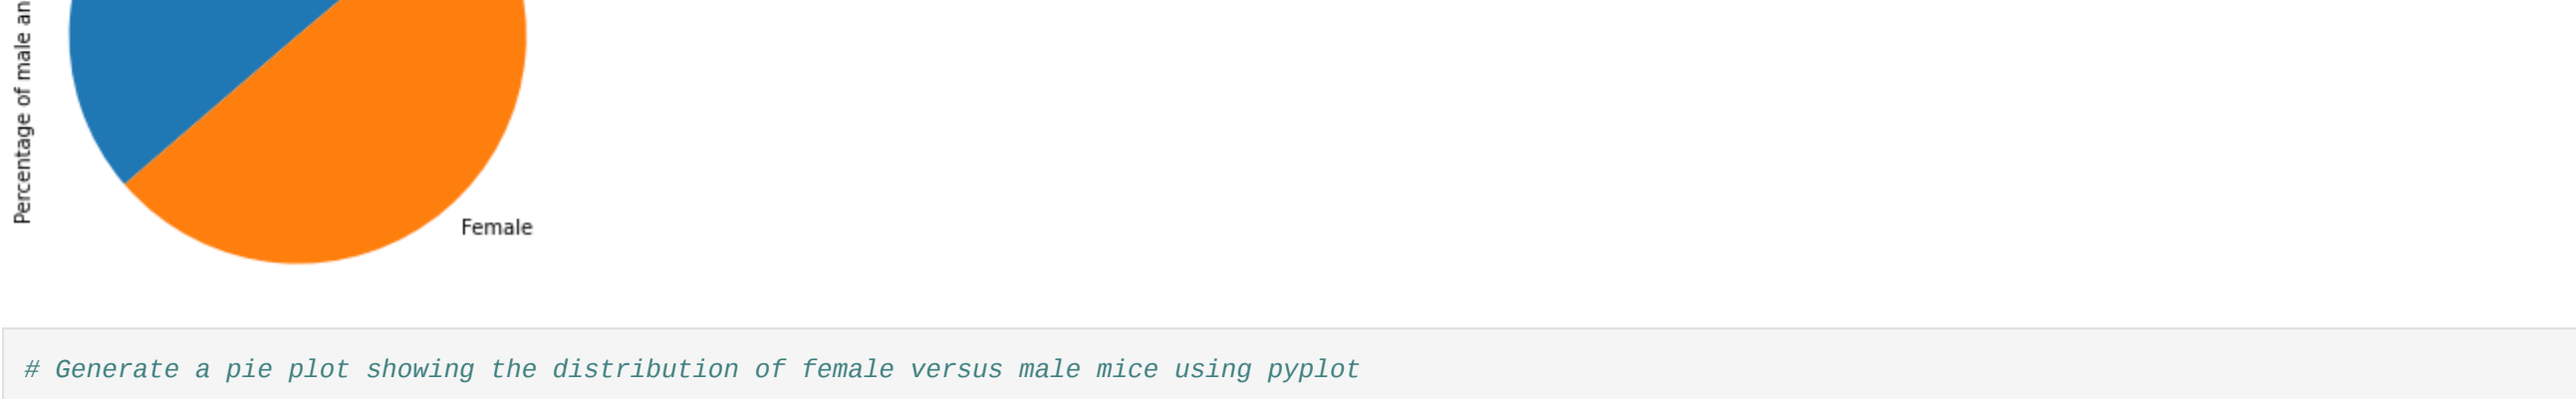 Percentage of male an
Female
# Generate a pie plot showing the distribution of female versus male mice using pyplot